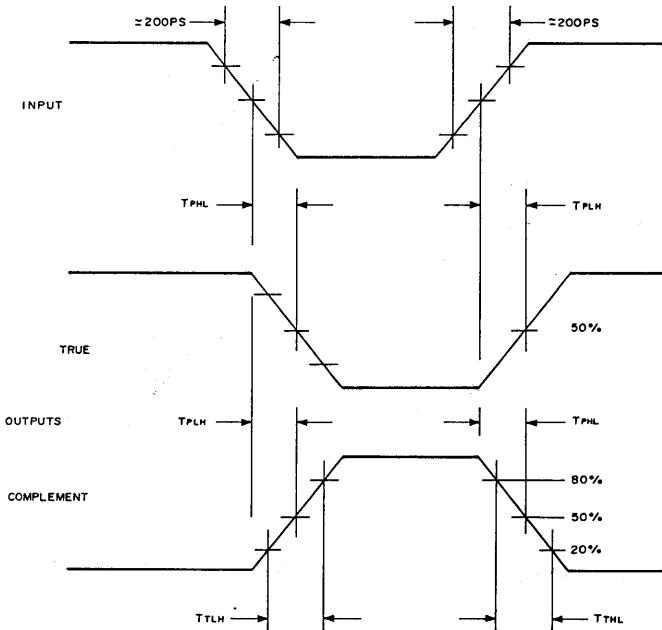 ≃200PS ≃200PS
INPUT
TPHL TPLH
50%
TRUE
OUTPUTS
TPLH TPHL
80%
COMPLEMENT
50%
20%
TTLH TTHL